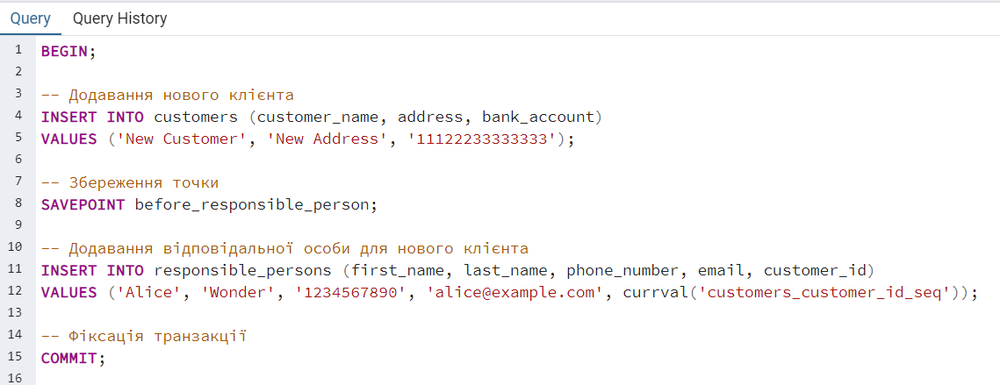 Query Query History
1 BEGIN;
2
3 -- Додавання нового клієнта
4 INSERT INTO customers (customer_name, address, bank_account)
5 VALUES ('New Customer', 'New Address', '11122233333333');
6
7 -- Збереження точки
8 SAVEPOINT before_responsible_person;
9
10 -- Додавання відповідальної особи для нового клієнта
11 INSERT INTO responsible_persons (first_name, last_name, phone_number, email, customer_id)
12 VALUES ('Alice', 'Wonder', '1234567890', 'alice@example.com', currval('customers_customer_id_seq'));
13
14 -- Фіксація транзакції
15 COMMIT;
16